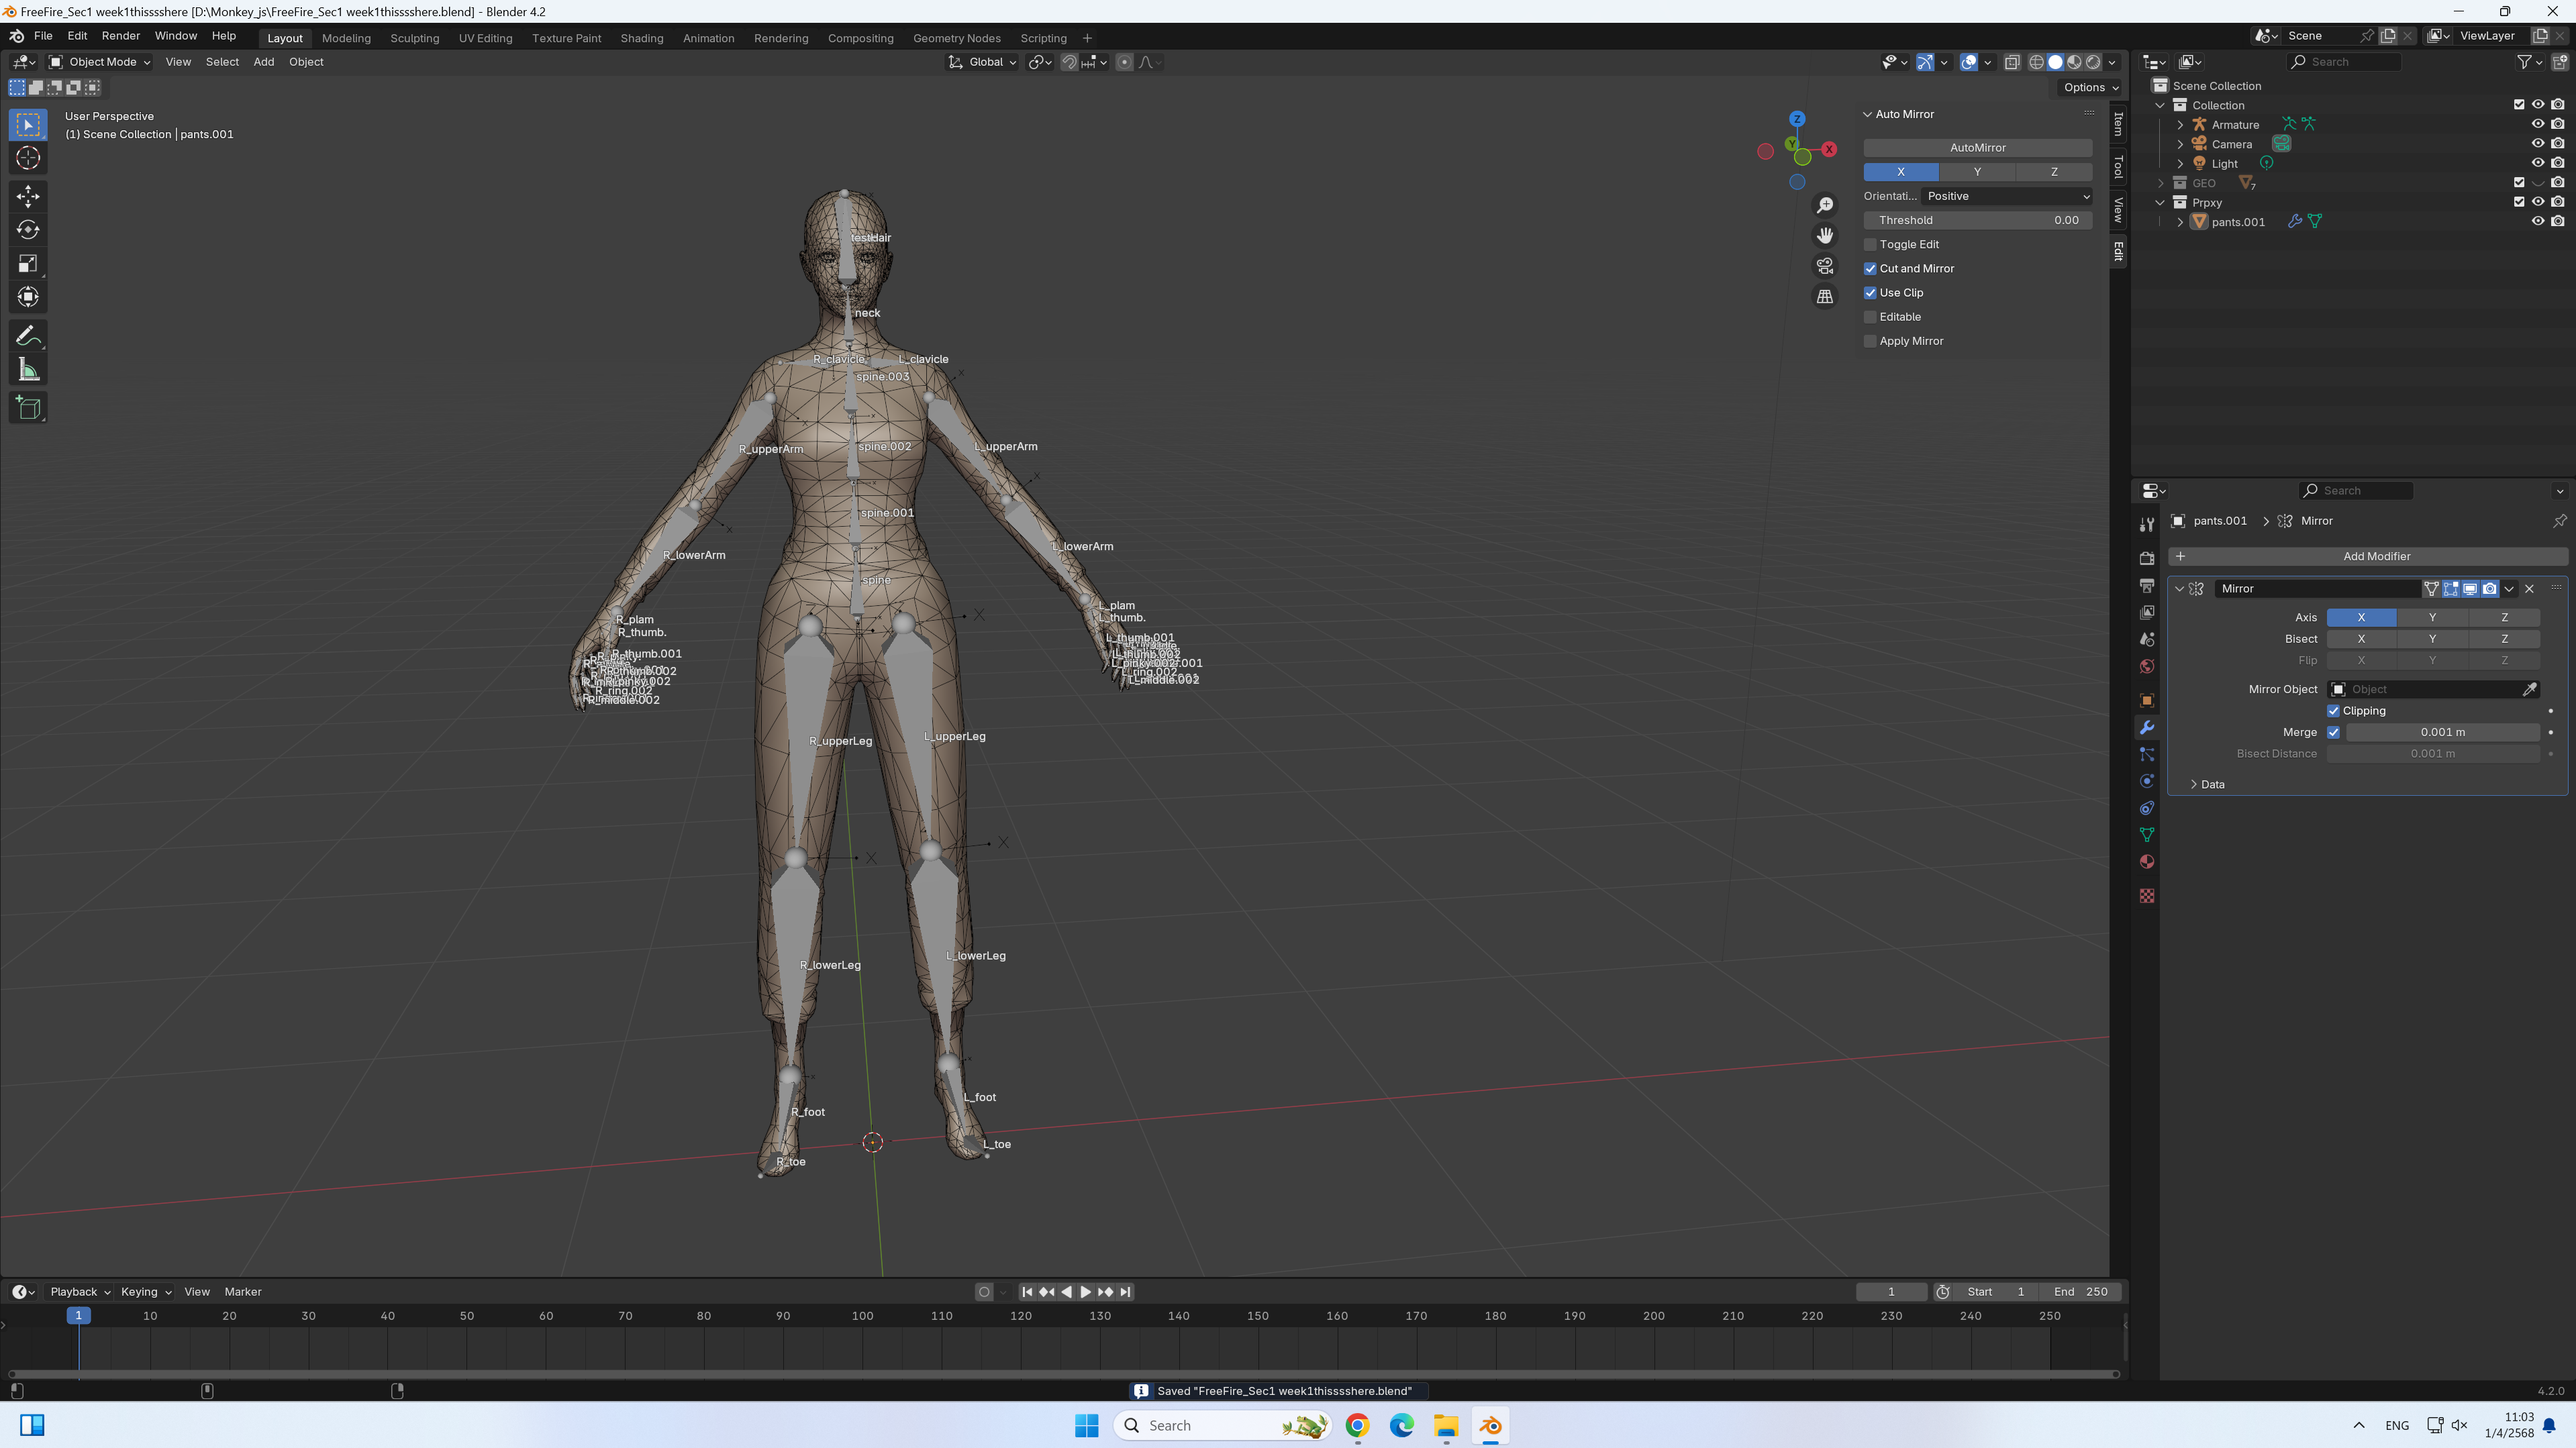 FreeFire_Sec1 week1thisssshere [D:\Monkey_js\FreeFire_Sec1 week1thisssshere.blend] - Blender 4.2
File Edit Render Window Help Layout Modeling Sculpting UV Editing Texture Paint Shading Animation Rendering Compositing Geometry Nodes Scripting + Scene ViewLayer
Object Mode View Select Add Object Global Search
Options
User Perspective
(1) Scene Collection | pants.001
Z
Y
X
Auto Mirror
AutoMirror
X Y Z
Orientati... Positive
Threshold 0.00
Toggle Edit
Cut and Mirror
Use Clip
Editable
Apply Mirror
Item
Tool
View
Edit
Scene Collection
Collection
Armature
Camera
Light
GEO 7
Prpxy
pants.001
neck
R_clavicle L_clavicle
spine.003
R_upperArm spine.002 L_upperArm
spine.001
R_lowerArm L_lowerArm
spine
L_plam
L_thumb.
R_plam
R_thumb.
L_thumb.001
R_thumb.001
L_thumb.002
R_ring.002
L_ring.002
R_middle.002
L_middle.002
R_upperLeg L_upperLeg
R_lowerLeg L_lowerLeg
R_foot L_foot
R_toe L_toe
Search
pants.001 > Mirror
+ Add Modifier
Mirror
Axis X Y Z
Bisect X Y Z
Flip X Y Z
Mirror Object Object
Clipping
Merge 0.001 m
Bisect Distance 0.001 m
Data
Playback Keying View Marker 1 Start 1 End 250
1 10 20 30 40 50 60 70 80 90 100 110 120 130 140 150 160 170 180 190 200 210 220 230 240 250
Saved "FreeFire_Sec1 week1thisssshere.blend"
4.2.0
Search
ENG
11:03
1/4/2568